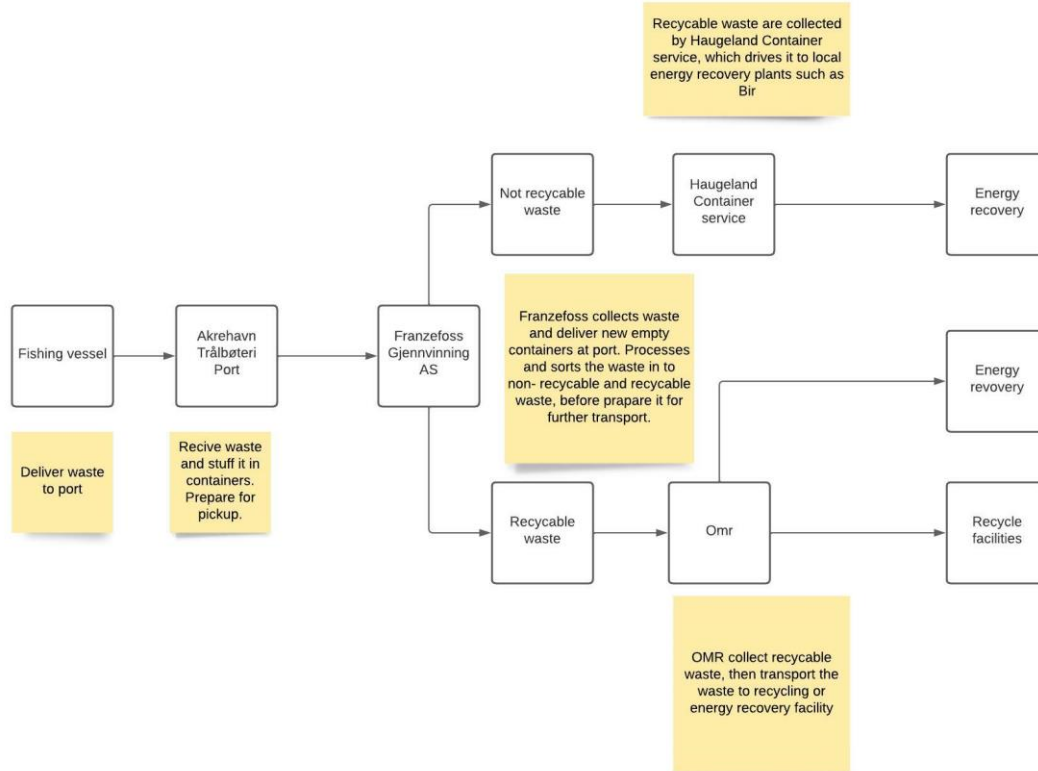 Recycable waste are collected
by Haugeland Container
service, which drives it to local
energy recovery plants such as
Bir
Not recycable
waste
Haugeland
Container
service
Energy
recovery
Fishing vessel
Akrehavn
Trålbøteri
Port
Franzefoss
Gjennvinning
AS
Franzefoss collects waste
and deliver new empty
containers at port. Processes
and sorts the waste in to
non- recyable and recyable
waste, before prapare it for
further transport.
Energy
revovery
Deliver waste
to port
Recive waste
and stuff it in
containers.
Prepare for
pickup.
Recycable
waste
Omr
Recycle
facilities
OMR collect recycable
waste, then transport the
waste to recycling or
energy recovery facility